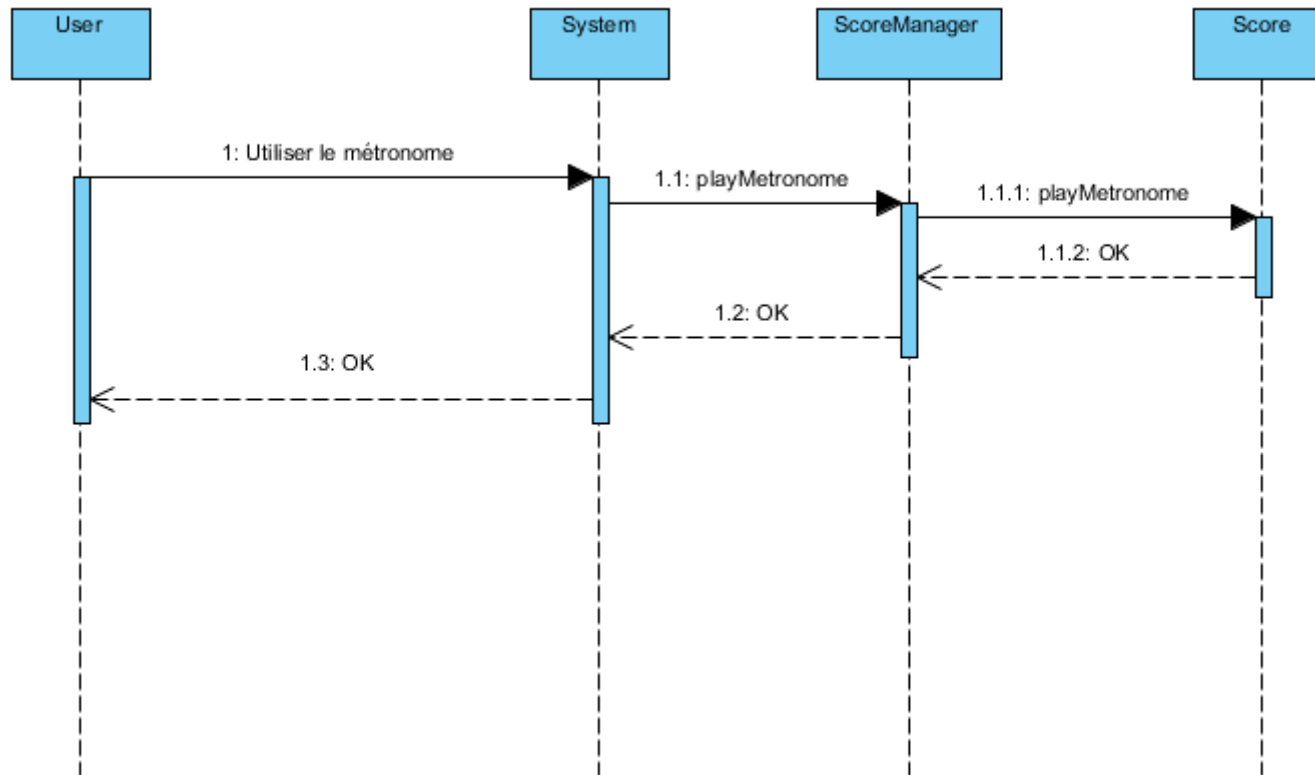 User
System
ScoreManager
Score
1: Utiliser le métronome
1.1: playMetronome
1.1.1: playMetronome
1.1.2: OK
1.2: OK
1.3: OK